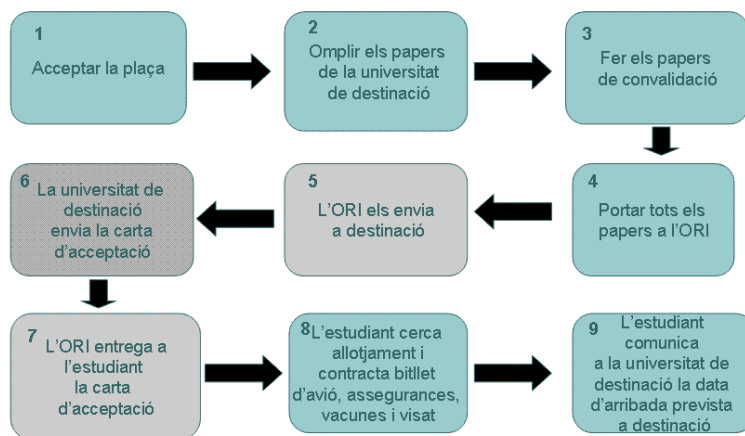 1
Acceptar la plaça
2
Omplir els papers
de la universitat
de destinació
3
Fer els papers
de convalidació
4
Portar tots els
papers a l'ORI
5
L'ORI els envia
a destinació
6
La universitat de
destinació
envia la carta
d'acceptació
7
L'ORI entrega a
l'estudiant
la carta
d'acceptació
8
L'estudiant cerca
allotjament i
contracta bitllet
d'avió, assegurances,
vacunes i visat
9
L'estudiant
comunica
a la universitat de
destinació la data
d'arribada prevista
a destinació